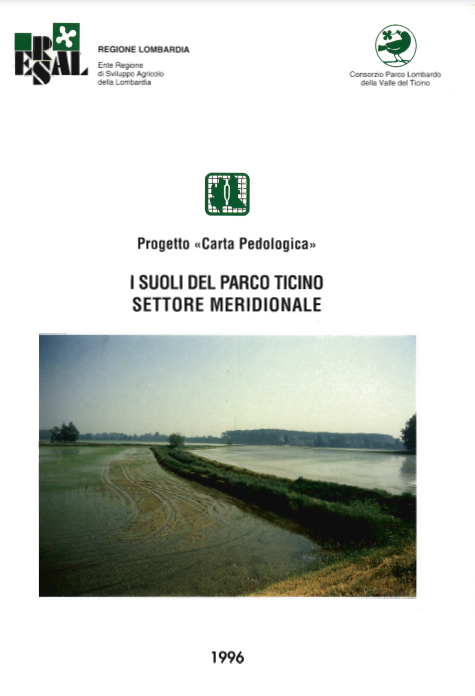 ERSAL
REGIONE LOMBARDIA
Ente Regione
di Sviluppo Agricolo
della Lombardia
Consorzio Parco Lombardo
della Valle del Ticino
Progetto «Carta Pedologica»
I SUOLI DEL PARCO TICINO
SETTORE MERIDIONALE
1996